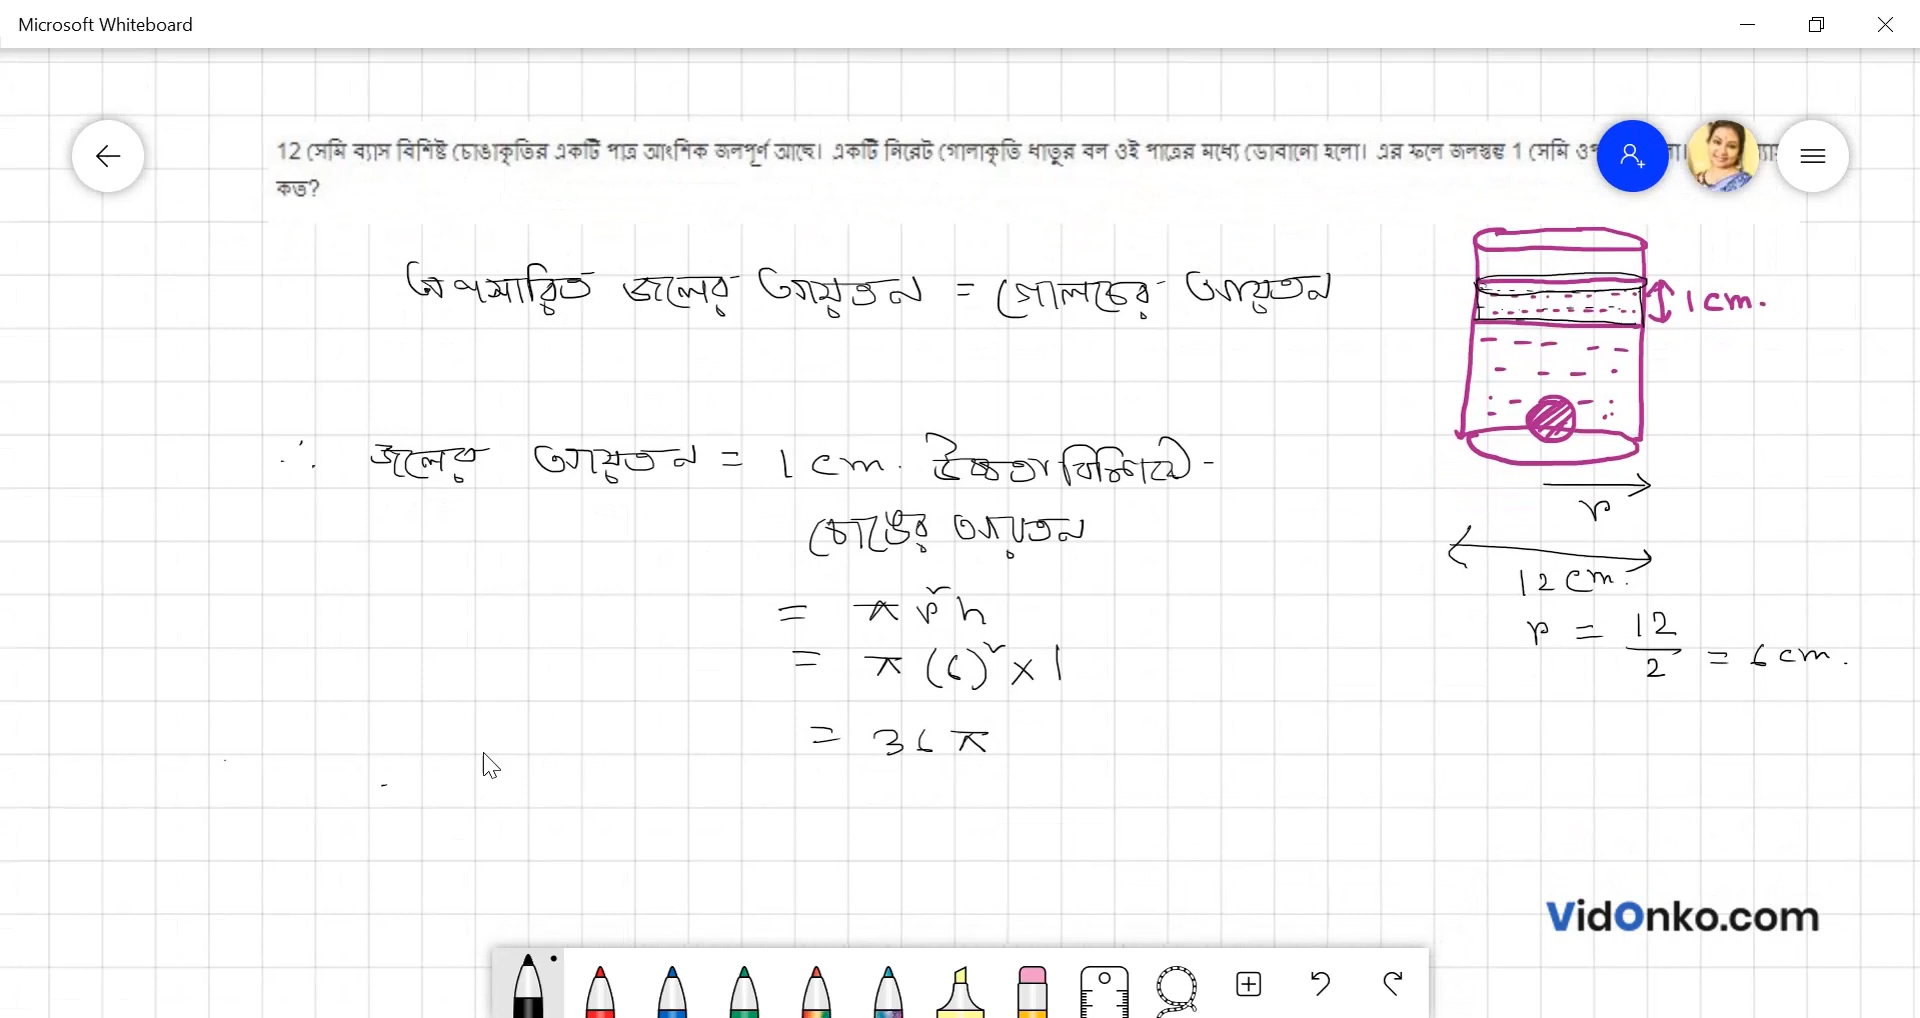 Microsoft Whiteboard
12 সেমি ব্যাস বিশিষ্ট চোঙাকৃতির একটি পাত্র আংশিক জলপূর্ণ আছে। একটি নিরেট গোলাকৃতি ধাতুর বল ওই পাত্রের মধ্যে ডোবানো হলো। এর ফলে জলস্তম্ভ 1 সেমি
কত?
অপসারিত জলের আয়তন = গোলকের আয়তন
1 cm.
∴ জলের আয়তন = 1 cm. উচ্চতা বিশিষ্ট
চোঙের আয়তন
r
12 cm.
= π r² h
r = 12/2 = 6 cm.
= π (6)² × 1
= 36 π
VidOnko.com